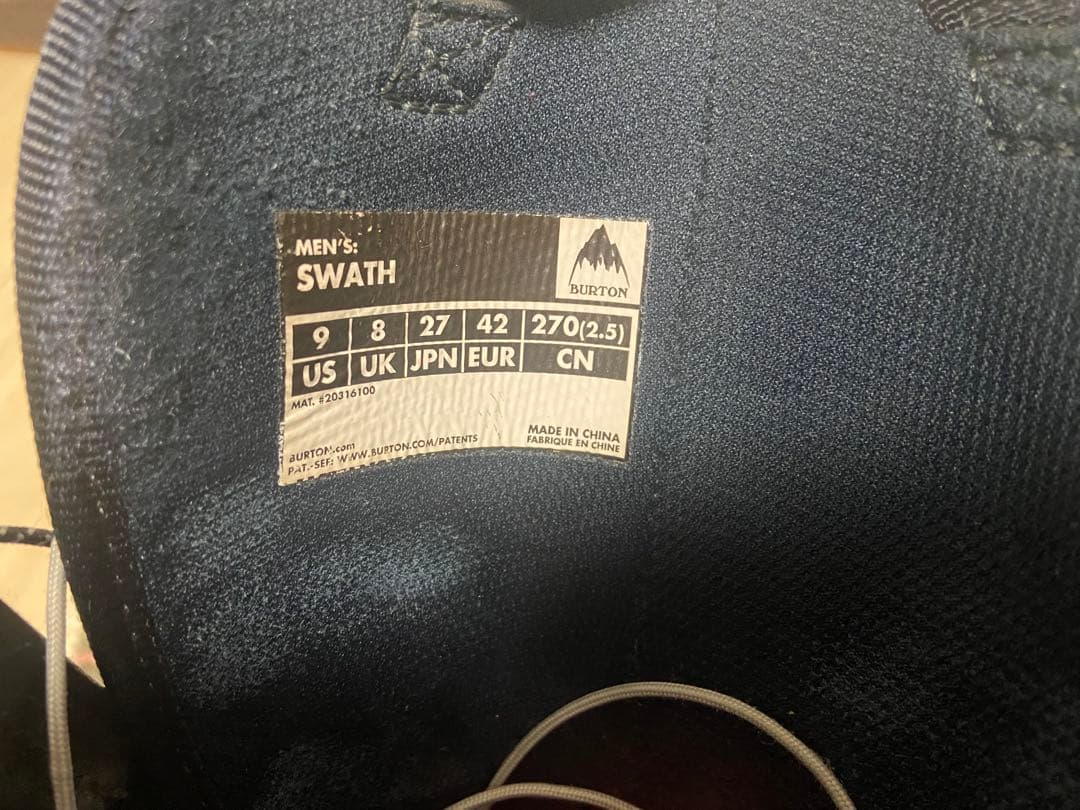 MEN'S:
SWATH
BURTON
9 8 27 42 270(2.5)
US UK JPN EUR CN
MAT. #20316100
BURTON.com
PAT.-SEF: WWW.BURTON.COM/PATENTS
MADE IN CHINA
FABRIQUE EN CHINE